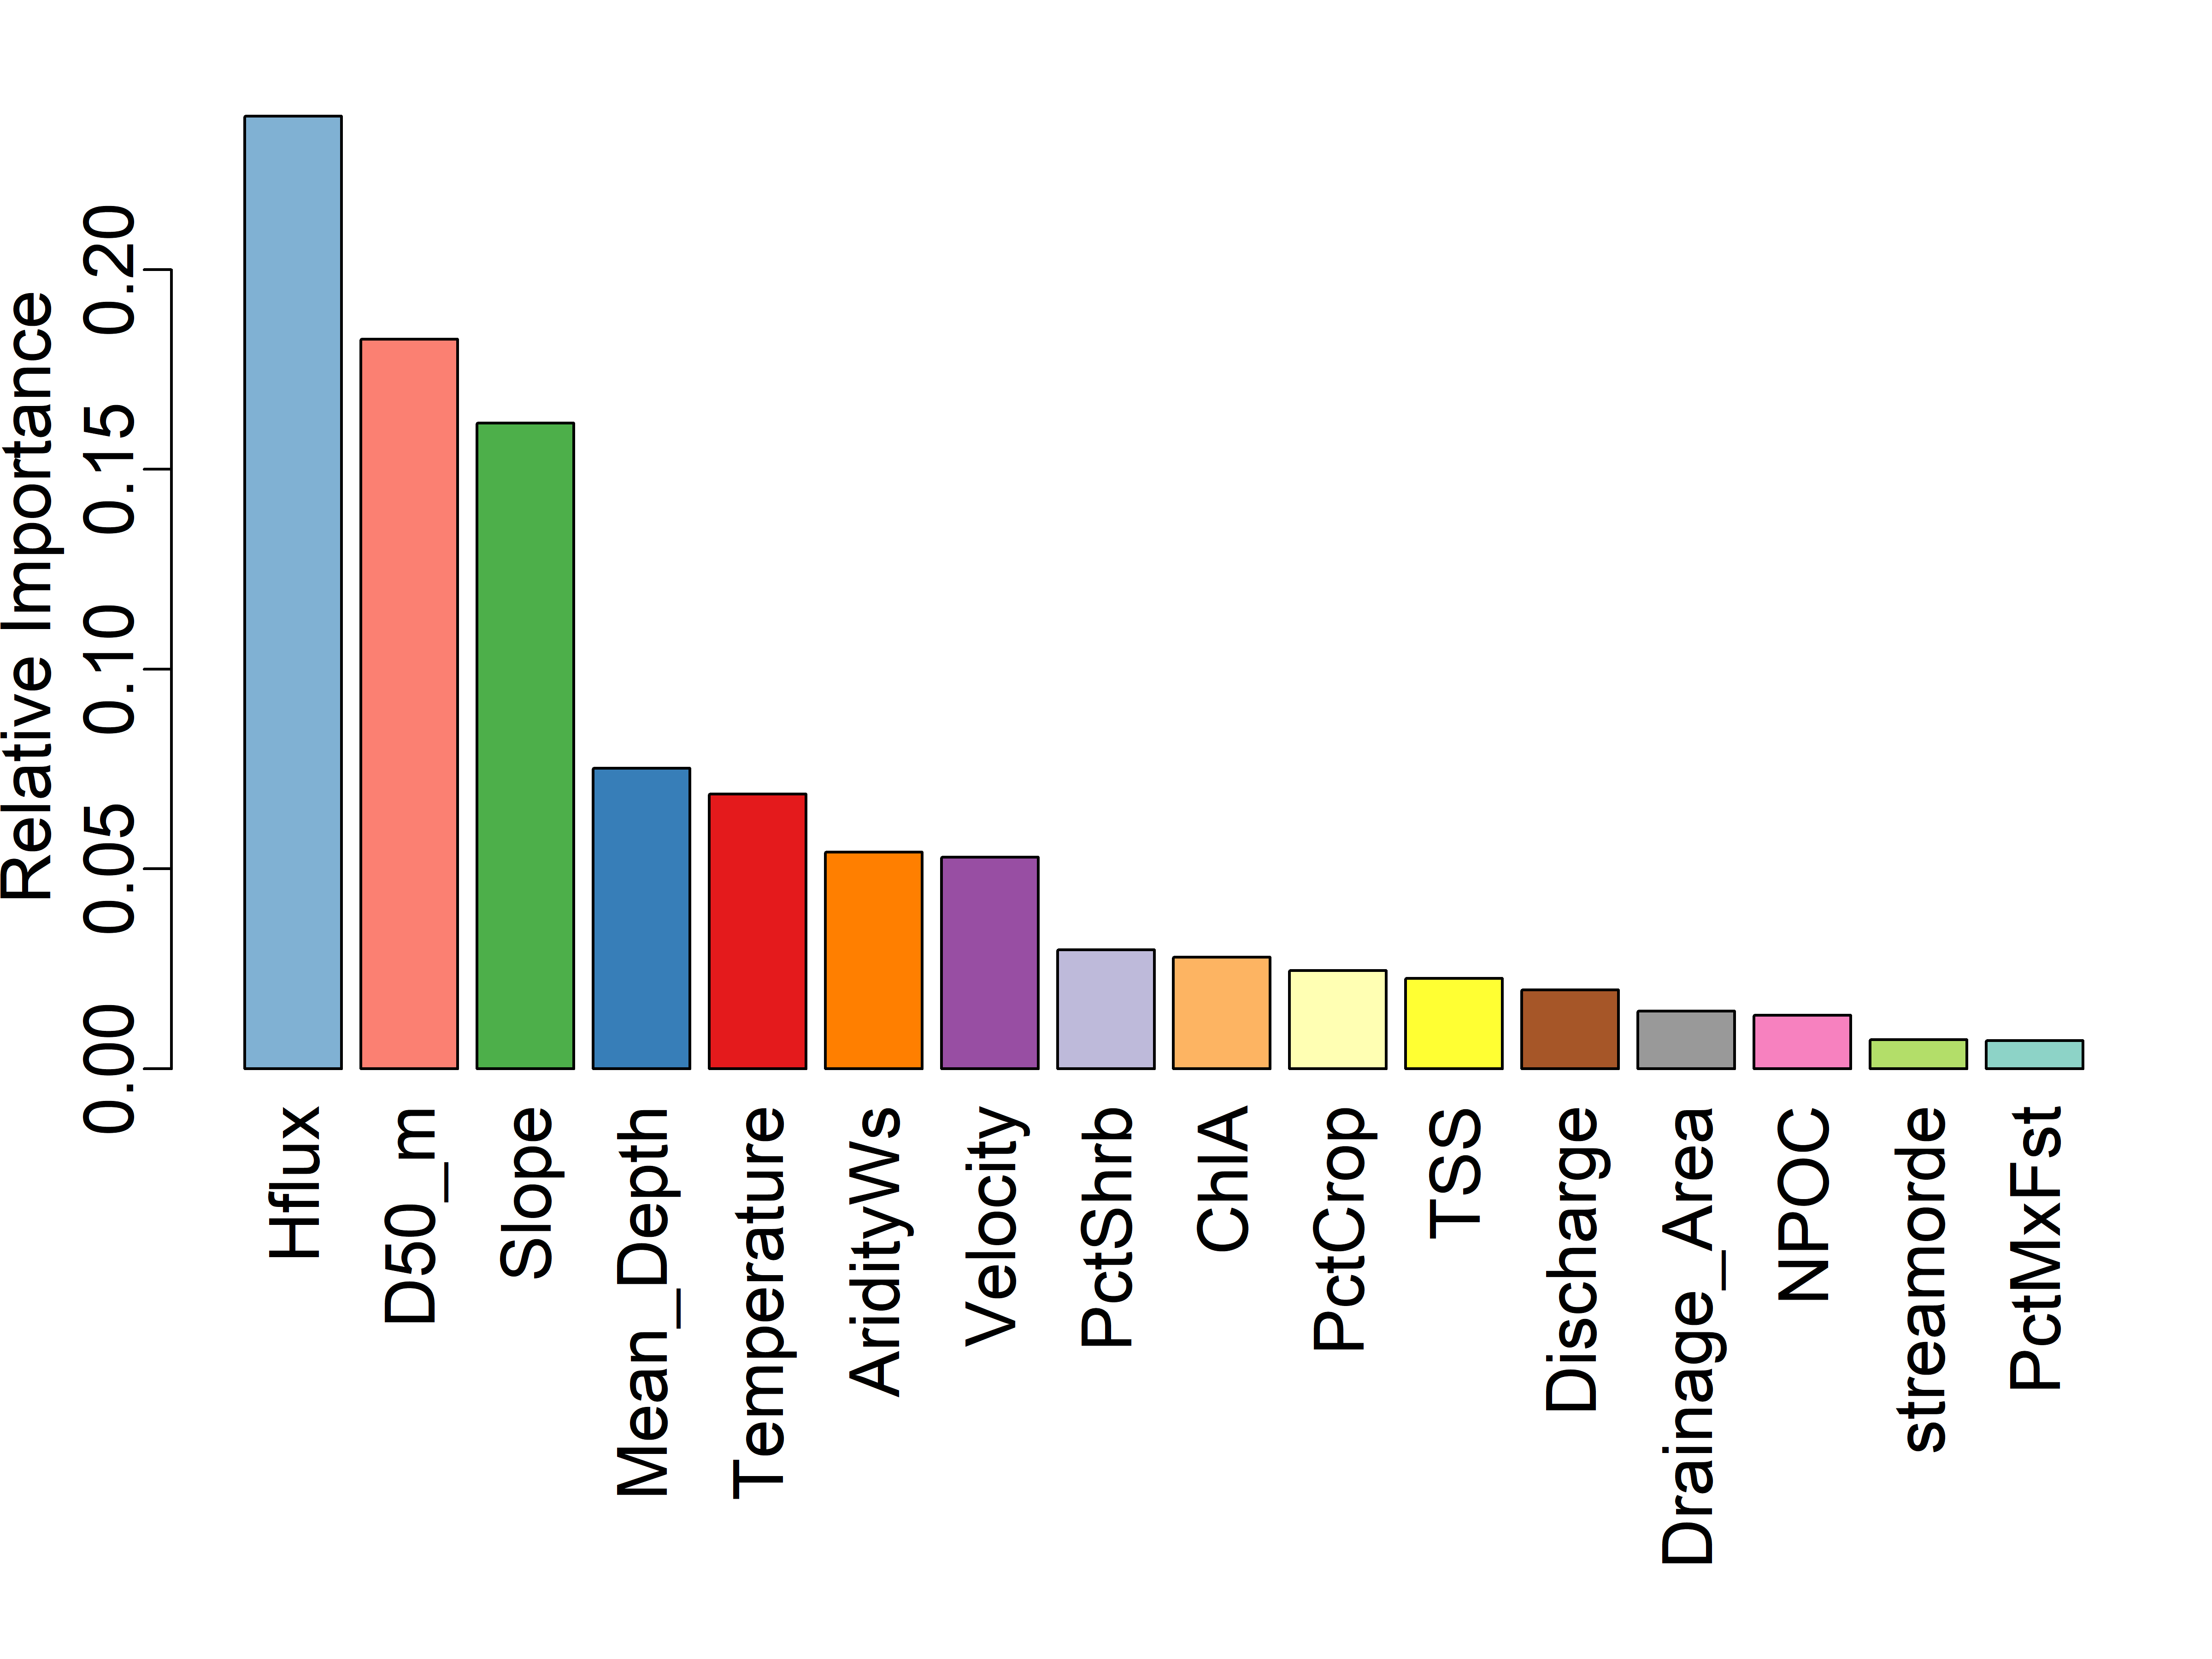 Relative Importance
0.20
0.15
0.10
0.05
0.00
Hflux
D50_m
Slope
Mean_Depth
Temperature
AridityWs
Velocity
PctShrb
ChlA
PctCrop
TSS
Discharge
Drainage_Area
NPOC
streamorde
PctMxFst